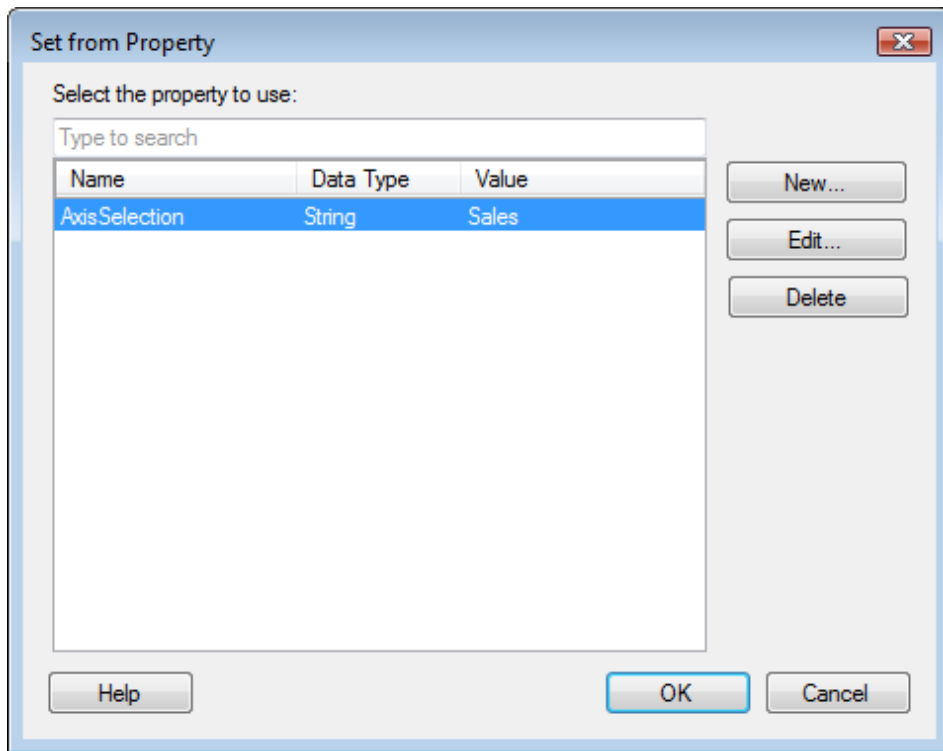 Set from Property
Select the property to use:
Type to search
Name Data Type Value
AxisSelection String Sales
New...
Edit...
Delete
Help OK Cancel